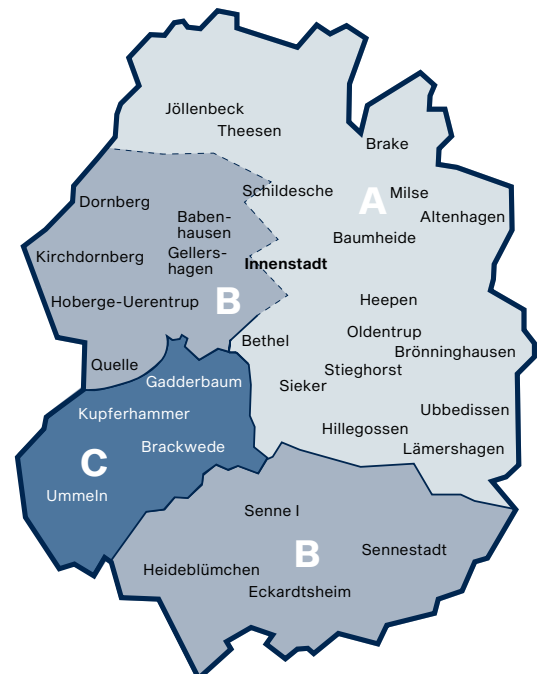 Jöllenbeck
Theesen
Brake
Schildesche
A
Milse
Dornberg
Altenhagen
Baben-
hausen
Baumheide
Kirchdornberg
Gellers-
hagen
Innenstadt
Hoberge-Uerentrup
B
Heepen
Oldentrup
Bethel
Brönninghausen
Quelle
Stieghorst
Gadderbaum
Sieker
Kupferhammer
Ubbedissen
Hillegossen
Brackwede
Lämershagen
C
Ummeln
Senne I
B
Sennestadt
Heideblümchen
Eckardtsheim